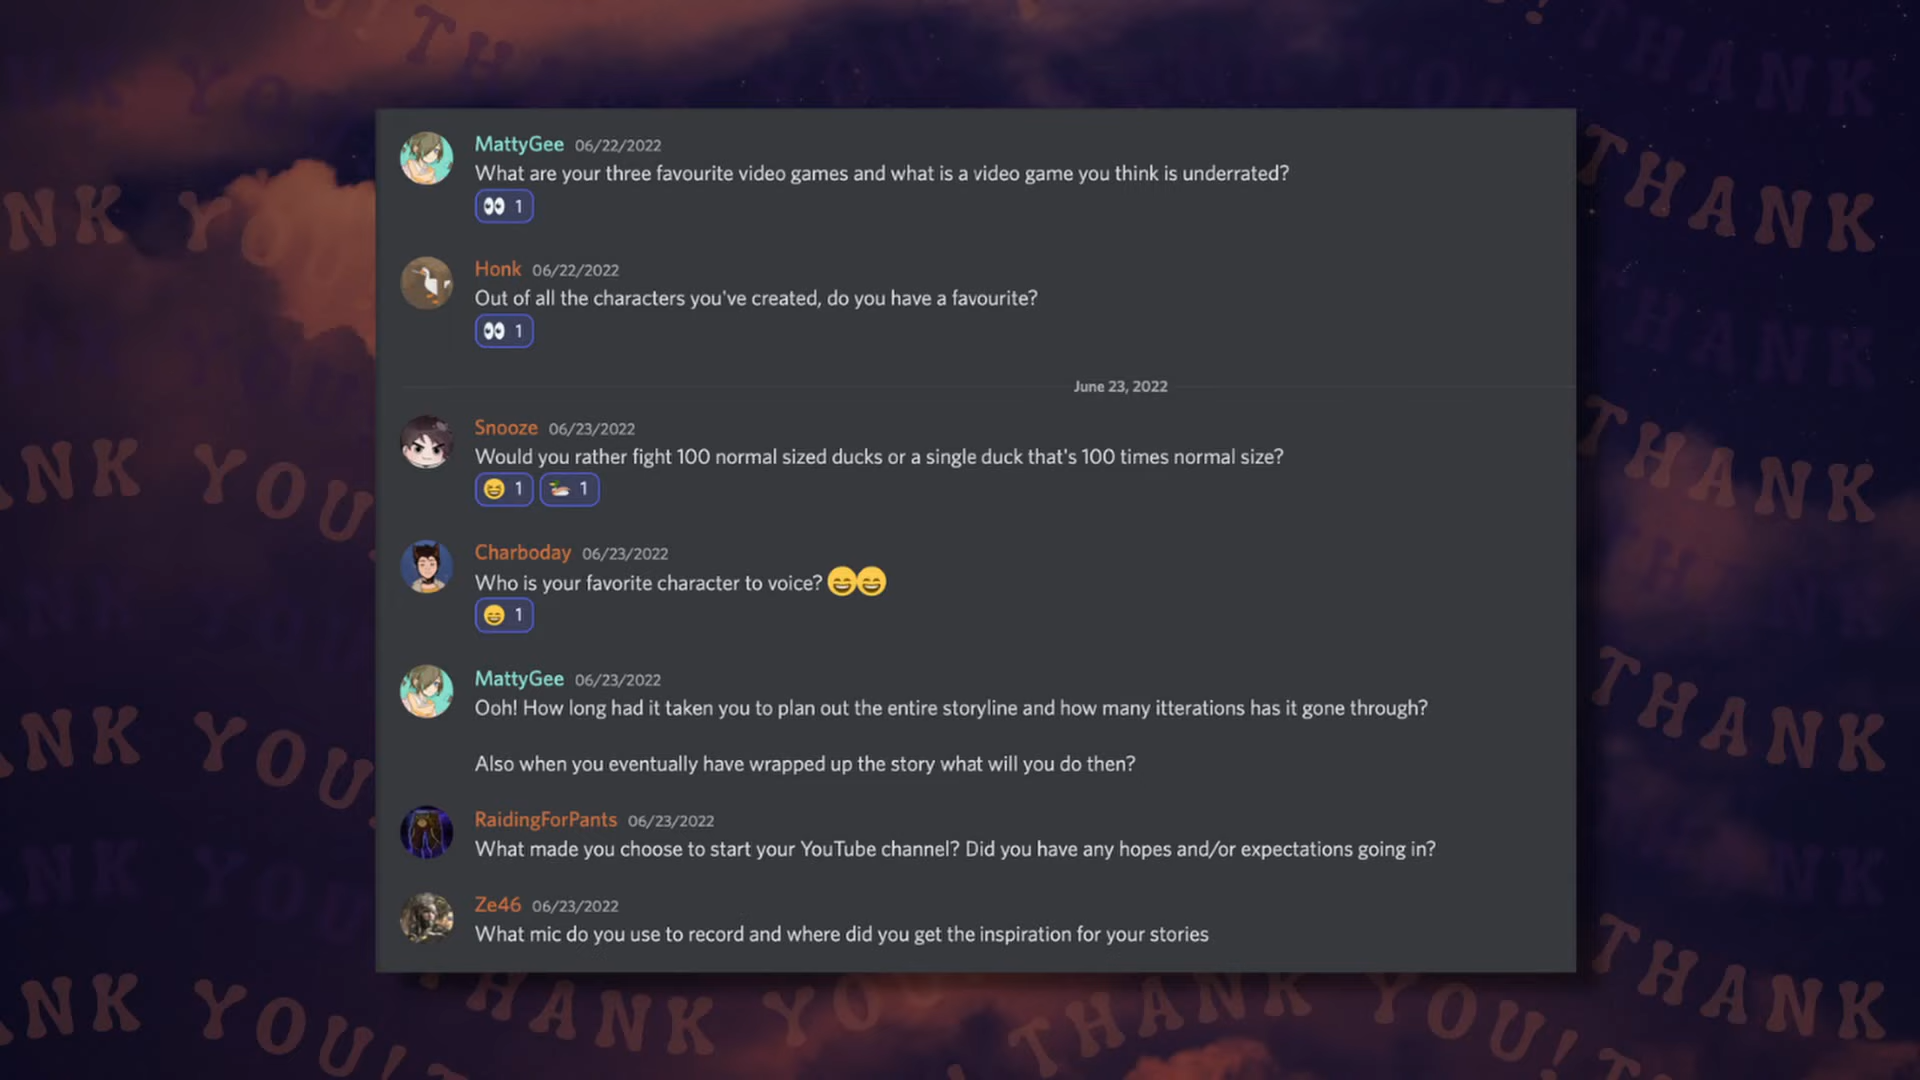 MattyGee 06/22/2022
What are your three favourite video games and what is a video game you think is underrated?
👀 1
Honk 06/22/2022
Out of all the characters you've created, do you have a favourite?
👀 1
June 23, 2022
Snooze 06/23/2022
Would you rather fight 100 normal sized ducks or a single duck that's 100 times normal size?
😆 1 🦆 1
Charboday 06/23/2022
Who is your favorite character to voice? 😄😄
😄 1
MattyGee 06/23/2022
Ooh! How long had it taken you to plan out the entire storyline and how many itterations has it gone through?
Also when you eventually have wrapped up the story what will you do then?
RaidingForPants 06/23/2022
What made you choose to start your YouTube channel? Did you have any hopes and/or expectations going in?
Ze46 06/23/2022
What mic do you use to record and where did you get the inspiration for your stories
THANK YOU! THANK YOU! THANK